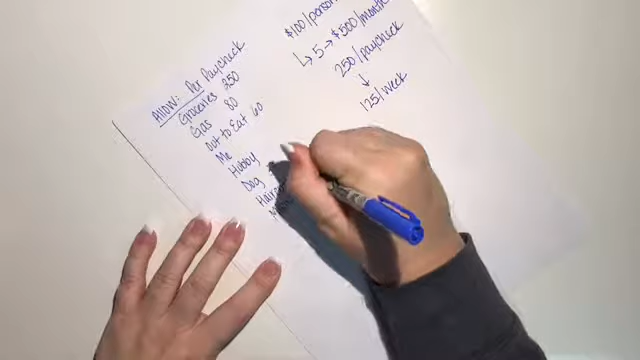 $100/person
↳ 5 → $500/month
250/paycheck
↓
125/week
Allow: Per Paycheck
Groceries 250
Gas 80
Out to Eat 60
Me
Hubby
Dog